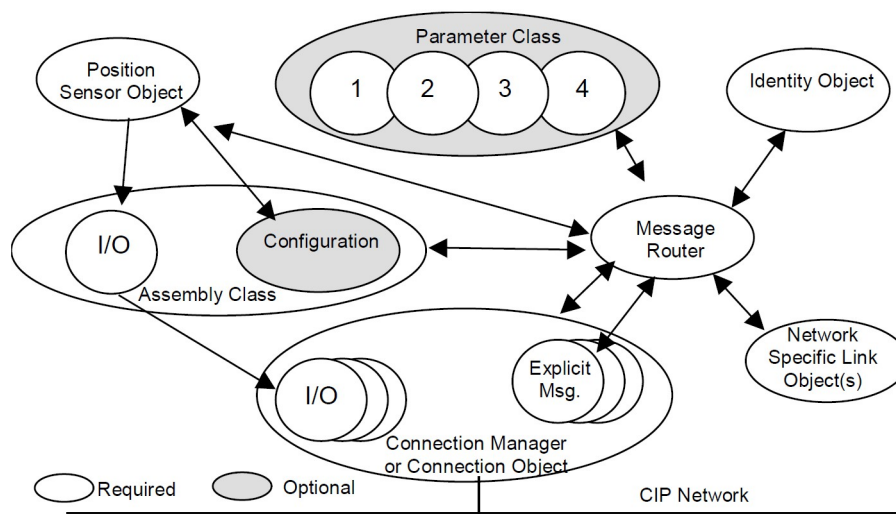 Parameter Class
1 2 3 4
Position
Sensor Object
Identity Object
I/O
Configuration
Assembly Class
Message
Router
I/O
Explicit
Msg.
Connection Manager
or Connection Object
Network
Specific Link
Object(s)
Required
Optional
CIP Network